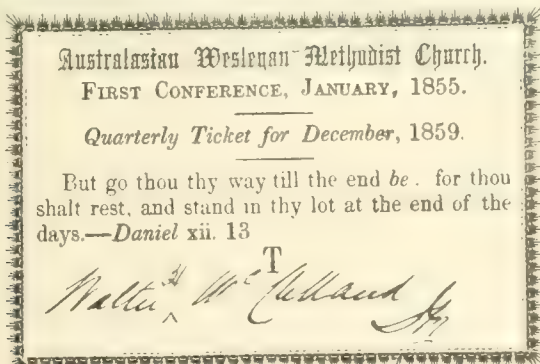 Australasian Wesleyan-Methodist Church.
FIRST CONFERENCE, JANUARY, 1855.
Quarterly Ticket for December, 1859.
But go thou thy way till the end be. for thou
shalt rest, and stand in thy lot at the end of the
days.—Daniel xii. 13
T
Walter H McClelland